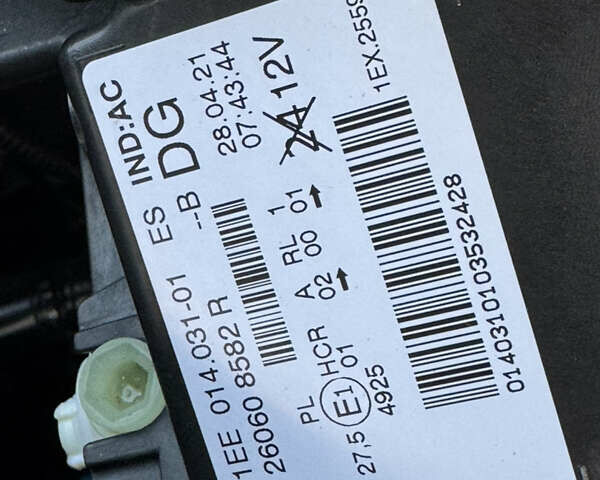 1EE 014.031-01 ES IND:AC
26060 8582 R --B DG
28.04.21
07:43:44
PL HCR A RL 1 24 12V
27,5 E1 01 02 00 01
4925
0140310103532428
1EX.2559